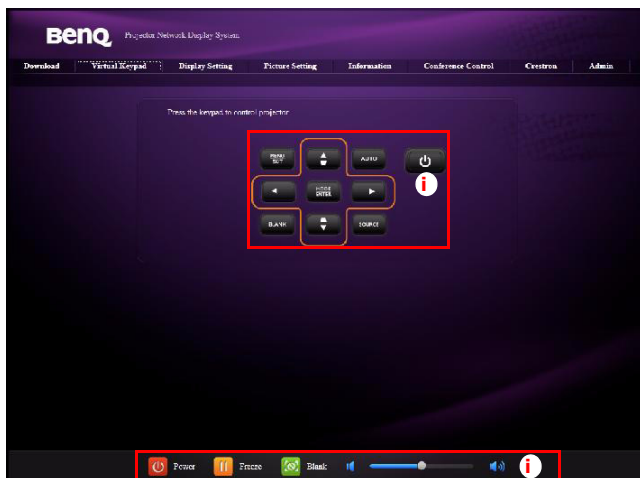 BenQ Projector Network Display System
Download Virtual Keypad Display Setting Picture Setting Information Conference Control Crestron Admin
Press the keypad to control projector
MENU
EXIT
AUTO
i
MODE
ENTER
BLANK SOURCE
Power Freeze Blank i